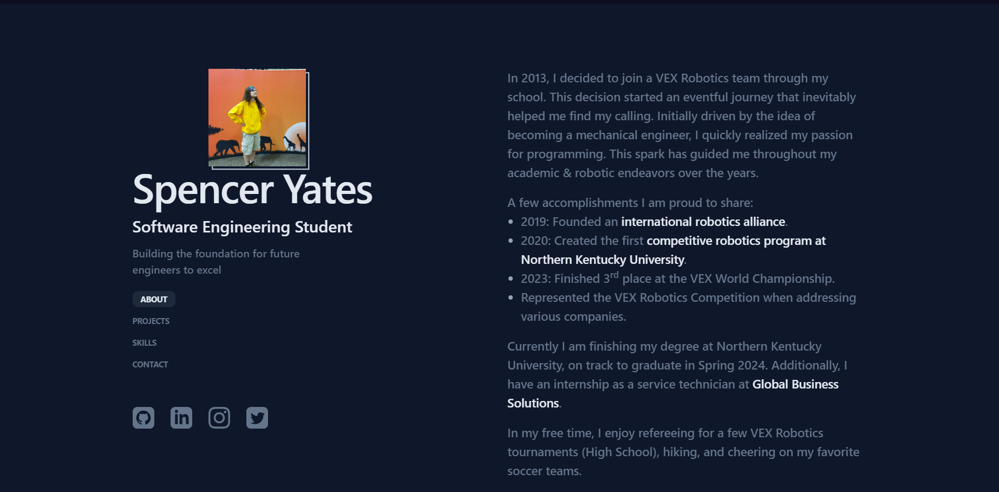 Spencer Yates
Software Engineering Student
Building the foundation for future
engineers to excel
ABOUT
PROJECTS
SKILLS
CONTACT
in
In 2013, I decided to join a VEX Robotics team through my
school. This decision started an eventful journey that inevitably
helped me find my calling. Initially driven by the idea of
becoming a mechanical engineer, I quickly realized my passion
for programming. This spark has guided me throughout my
academic & robotic endeavors over the years.
A few accomplishments I am proud to share:
• 2019: Founded an international robotics alliance.
• 2020: Created the first competitive robotics program at
Northern Kentucky University.
• 2023: Finished 3rd place at the VEX World Championship.
• Represented the VEX Robotics Competition when addressing
various companies.
Currently I am finishing my degree at Northern Kentucky
University, on track to graduate in Spring 2024. Additionally, I
have an internship as a service technician at Global Business
Solutions.
In my free time, I enjoy refereeing for a few VEX Robotics
tournaments (High School), hiking, and cheering on my favorite
soccer teams.